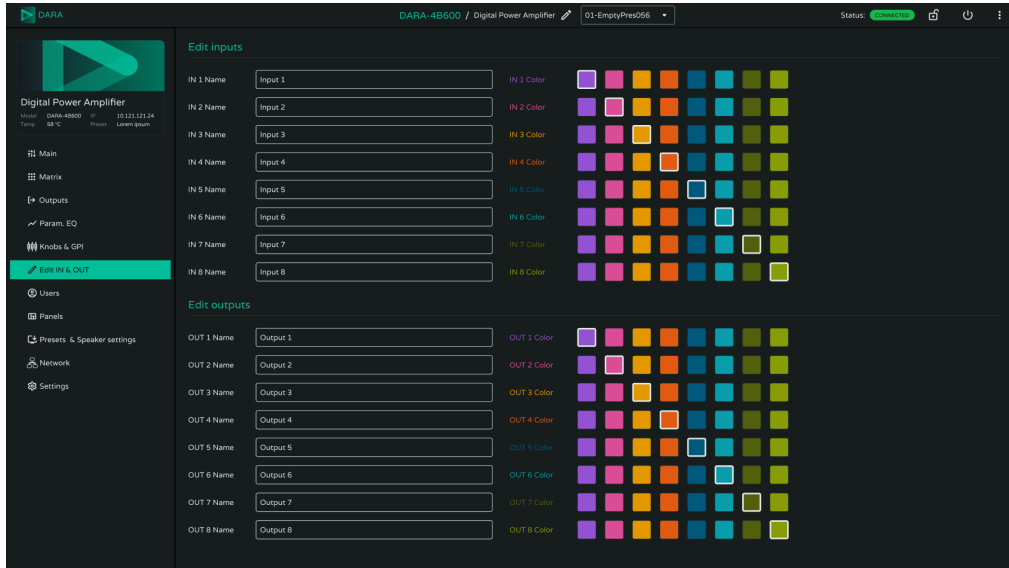 DARA
DARA-4B600 / Digital Power Amplifier
01-EmptyPres056
Status: CONNECTED
Digital Power Amplifier
Model DARA-4B600 IP 10.121.121.24
Temp 58 °C Preset Lorem ipsum
Main
Matrix
Outputs
Param. EQ
Knobs & GPI
Edit IN & OUT
Users
Panels
Presets & Speaker settings
Network
Settings
Edit inputs
IN 1 Name Input 1 IN 1 Color
IN 2 Name Input 2 IN 2 Color
IN 3 Name Input 3 IN 3 Color
IN 4 Name Input 4 IN 4 Color
IN 5 Name Input 5 IN 5 Color
IN 6 Name Input 6 IN 6 Color
IN 7 Name Input 7 IN 7 Color
IN 8 Name Input 8 IN 8 Color
Edit outputs
OUT 1 Name Output 1 OUT 1 Color
OUT 2 Name Output 2 OUT 2 Color
OUT 3 Name Output 3 OUT 3 Color
OUT 4 Name Output 4 OUT 4 Color
OUT 5 Name Output 5 OUT 5 Color
OUT 6 Name Output 6 OUT 6 Color
OUT 7 Name Output 7 OUT 7 Color
OUT 8 Name Output 8 OUT 8 Color